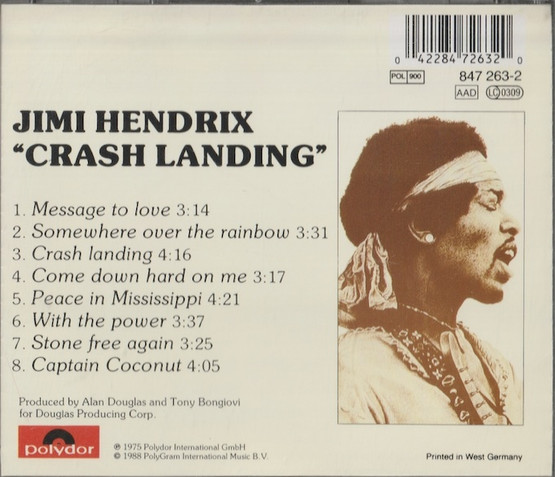 0 42284 72632 0
POL 900
847 263-2
AAD
LC 0309
JIMI HENDRIX
“CRASH LANDING”
1. Message to love 3:14
2. Somewhere over the rainbow 3:31
3. Crash landing 4:16
4. Come down hard on me 3:17
5. Peace in Mississippi 4:21
6. With the power 3:37
7. Stone free again 3:25
8. Captain Coconut 4:05
Produced by Alan Douglas and Tony Bongiovi
for Douglas Producing Corp.
polydor
℗ 1975 Polydor International GmbH
© 1988 PolyGram International Music B.V.
Printed in West Germany